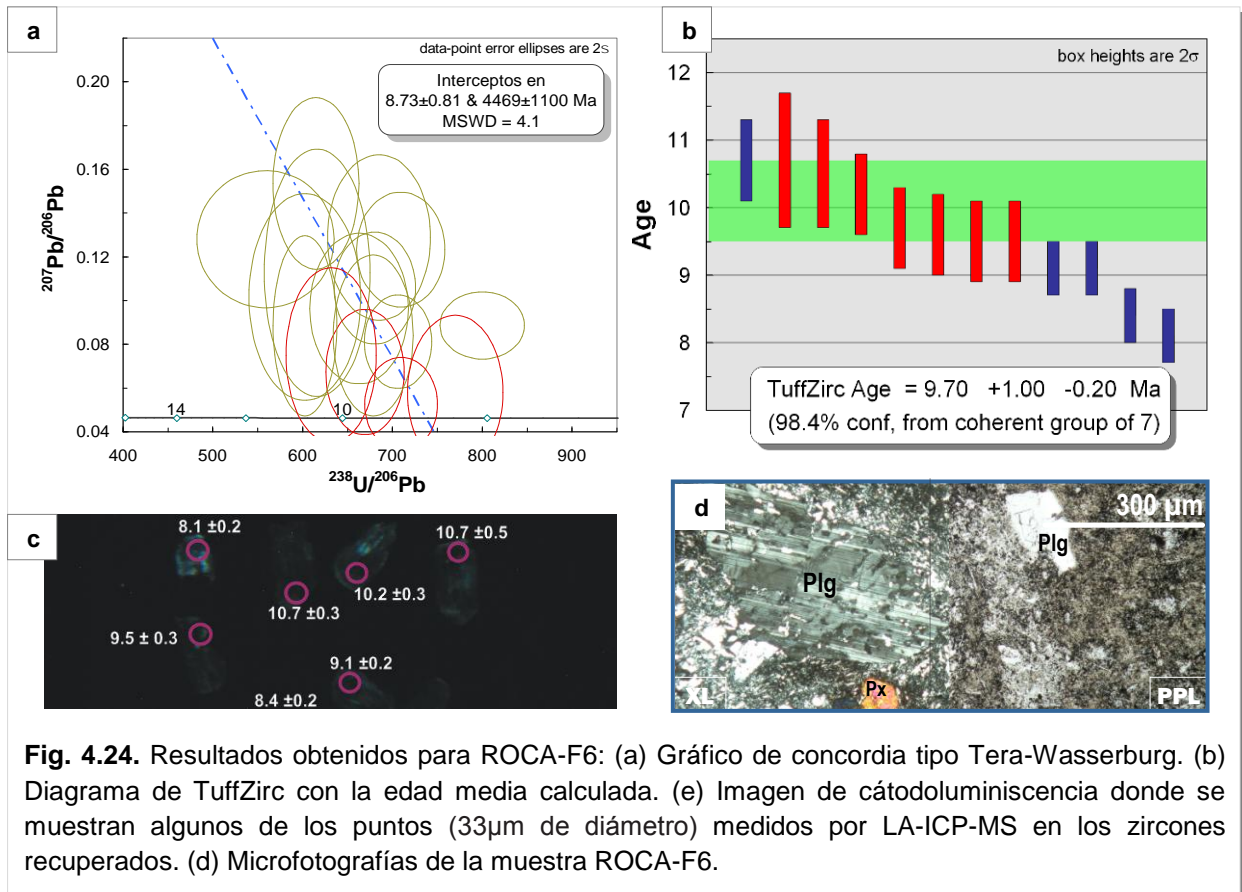 a
data-point error ellipses are 2s
Interceptos en
8.73±0.81 & 4469±1100 Ma
MSWD = 4.1
0.20
0.16
0.12
0.08
0.04
207Pb/206Pb
14
10
400 500 600 700 800 900
238U/206Pb
b
box heights are 2σ
12
11
10
9
8
7
Age
TuffZirc Age = 9.70 +1.00 -0.20 Ma
(98.4% conf, from coherent group of 7)
c
8.1 ±0.2
10.7 ±0.5
10.7 ±0.3
10.2 ±0.3
9.5 ± 0.3
9.1 ±0.2
8.4 ±0.2
d
300 µm
Plg
Plg
Px
XL
PPL
Fig. 4.24. Resultados obtenidos para ROCA-F6: (a) Gráfico de concordia tipo Tera-Wasserburg. (b)
Diagrama de TuffZirc con la edad media calculada. (e) Imagen de cátodoluminiscencia donde se
muestran algunos de los puntos (33µm de diámetro) medidos por LA-ICP-MS en los zircones
recuperados. (d) Microfotografías de la muestra ROCA-F6.